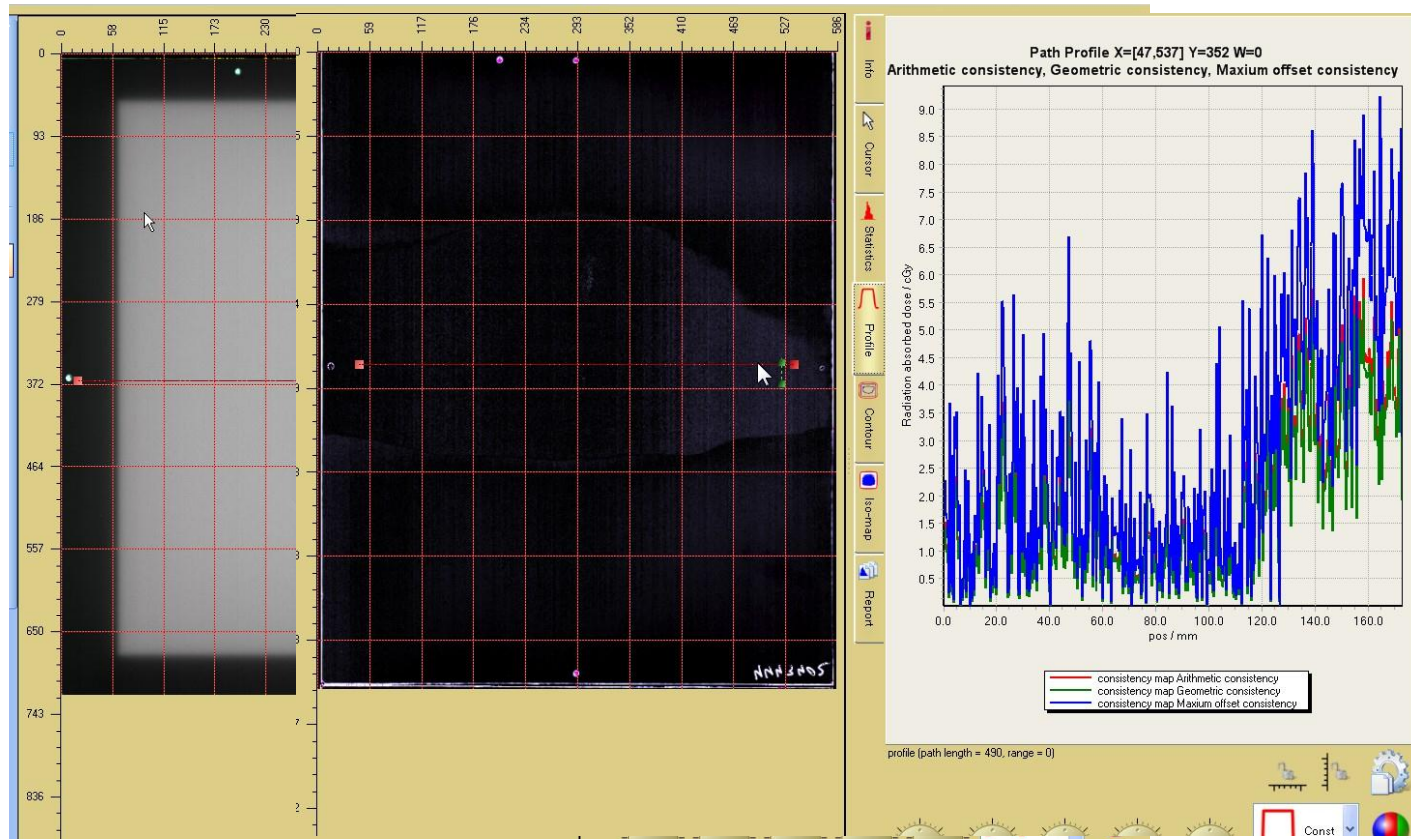 0 58 115 173 230
0 59 117 176 234 293 352 410 469 527 586
0
93
186
279
372
464
557
650
743
836
Info
Cursor
Statistics
Profile
Contour
Iso-map
Report
Path Profile X=[47,537] Y=352 W=0
Arithmetic consistency, Geometric consistency, Maxium offset consistency
Radiation absorbed dose / cGy
9.0
8.5
8.0
7.5
7.0
6.5
6.0
5.5
5.0
4.5
4.0
3.5
3.0
2.5
2.0
1.5
1.0
0.5
0.0 20.0 40.0 60.0 80.0 100.0 120.0 140.0 160.0
pos / mm
consistency map Arithmetic consistency
consistency map Geometric consistency
consistency map Maxium offset consistency
profile (path length = 490, range = 0)
Const